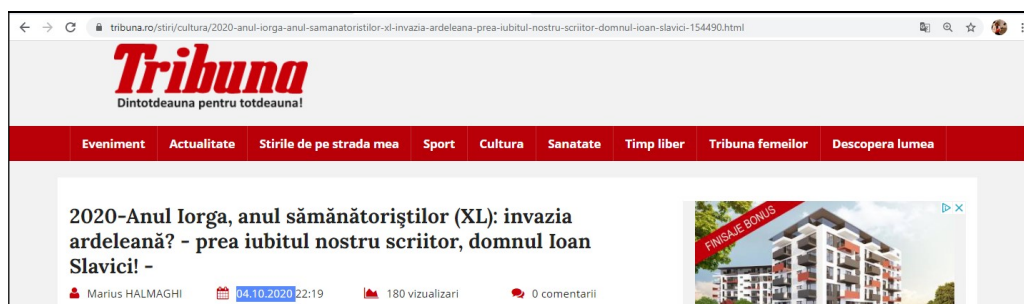 tribuna.ro/stiri/cultura/2020-anul-iorga-anul-samanatoristilor-xl-invazia-ardeleana-prea-iubitul-nostru-scriitor-domnul-ioan-slavici-154490.html
Tribuna
Dintotdeauna pentru totdeauna!
Eveniment Actualitate Stirile de pe strada mea Sport Cultura Sanatate Timp liber Tribuna femeilor Descopera lumea
2020-Anul Iorga, anul sămănătoriştilor (XL): invazia
ardeleană? - prea iubitul nostru scriitor, domnul Ioan
Slavici! -
Marius HALMAGHI 04.10.2020 22:19 180 vizualizari 0 comentarii
FINISAJE BONUS